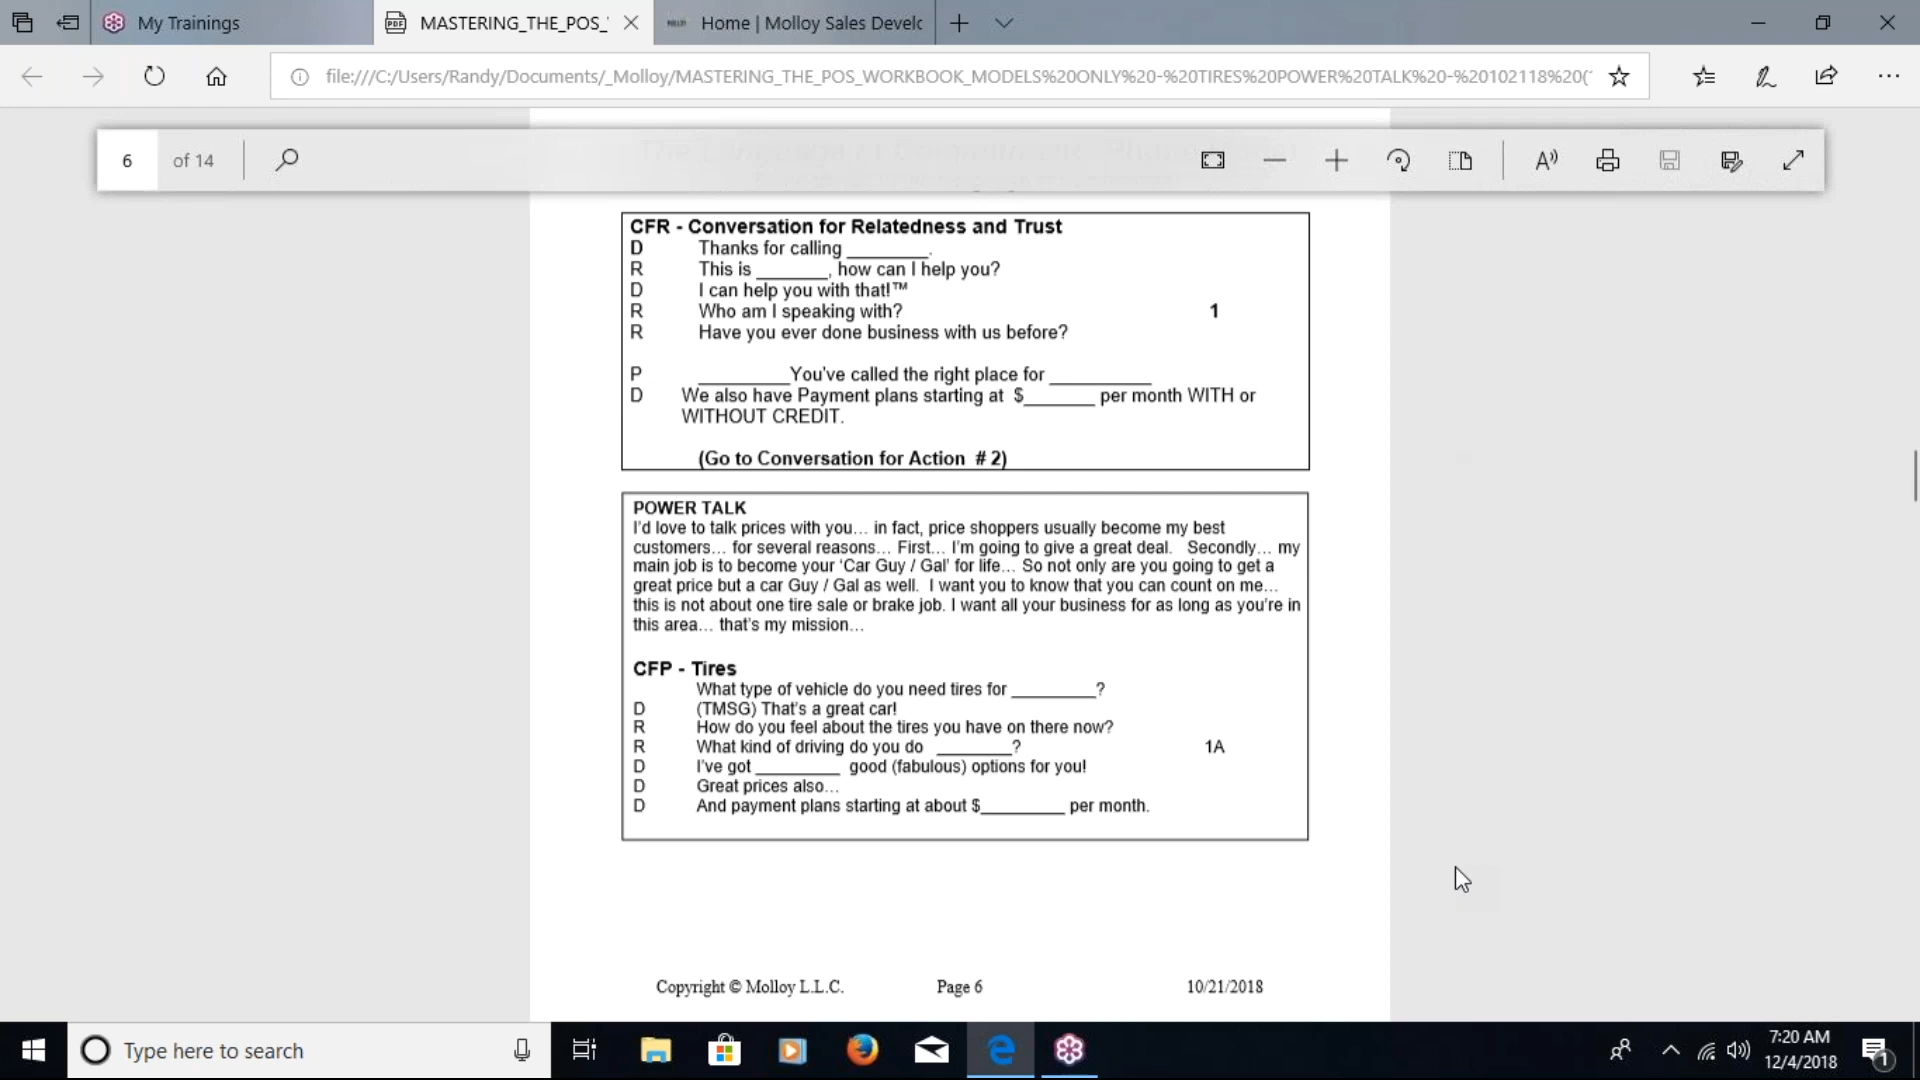 My Trainings
MASTERING_THE_POS_
Home | Molloy Sales Develc
file:///C:/Users/Randy/Documents/_Molloy/MASTERING_THE_POS_WORKBOOK_MODELS%20ONLY%20-%20TIRES%20POWER%20TALK%20-%20102118%20(
6 of 14
CFR - Conversation for Relatedness and Trust
D Thanks for calling ________.
R This is _______, how can I help you?
D I can help you with that!™
R Who am I speaking with? 1
R Have you ever done business with us before?
P _________You've called the right place for __________
D We also have Payment plans starting at $_______ per month WITH or
WITHOUT CREDIT.
(Go to Conversation for Action # 2)
POWER TALK
I'd love to talk prices with you… in fact, price shoppers usually become my best
customers… for several reasons… First… I'm going to give a great deal. Secondly… my
main job is to become your 'Car Guy / Gal' for life… So not only are you going to get a
great price but a car Guy / Gal as well. I want you to know that you can count on me…
this is not about one tire sale or brake job. I want all your business for as long as you're in
this area… that's my mission…
CFP - Tires
What type of vehicle do you need tires for _________?
D (TMSG) That's a great car!
R How do you feel about the tires you have on there now?
R What kind of driving do you do ________? 1A
D I've got _________ good (fabulous) options for you!
D Great prices also…
D And payment plans starting at about $_________ per month.
Copyright © Molloy L.L.C. Page 6 10/21/2018
Type here to search
7:20 AM
12/4/2018
1